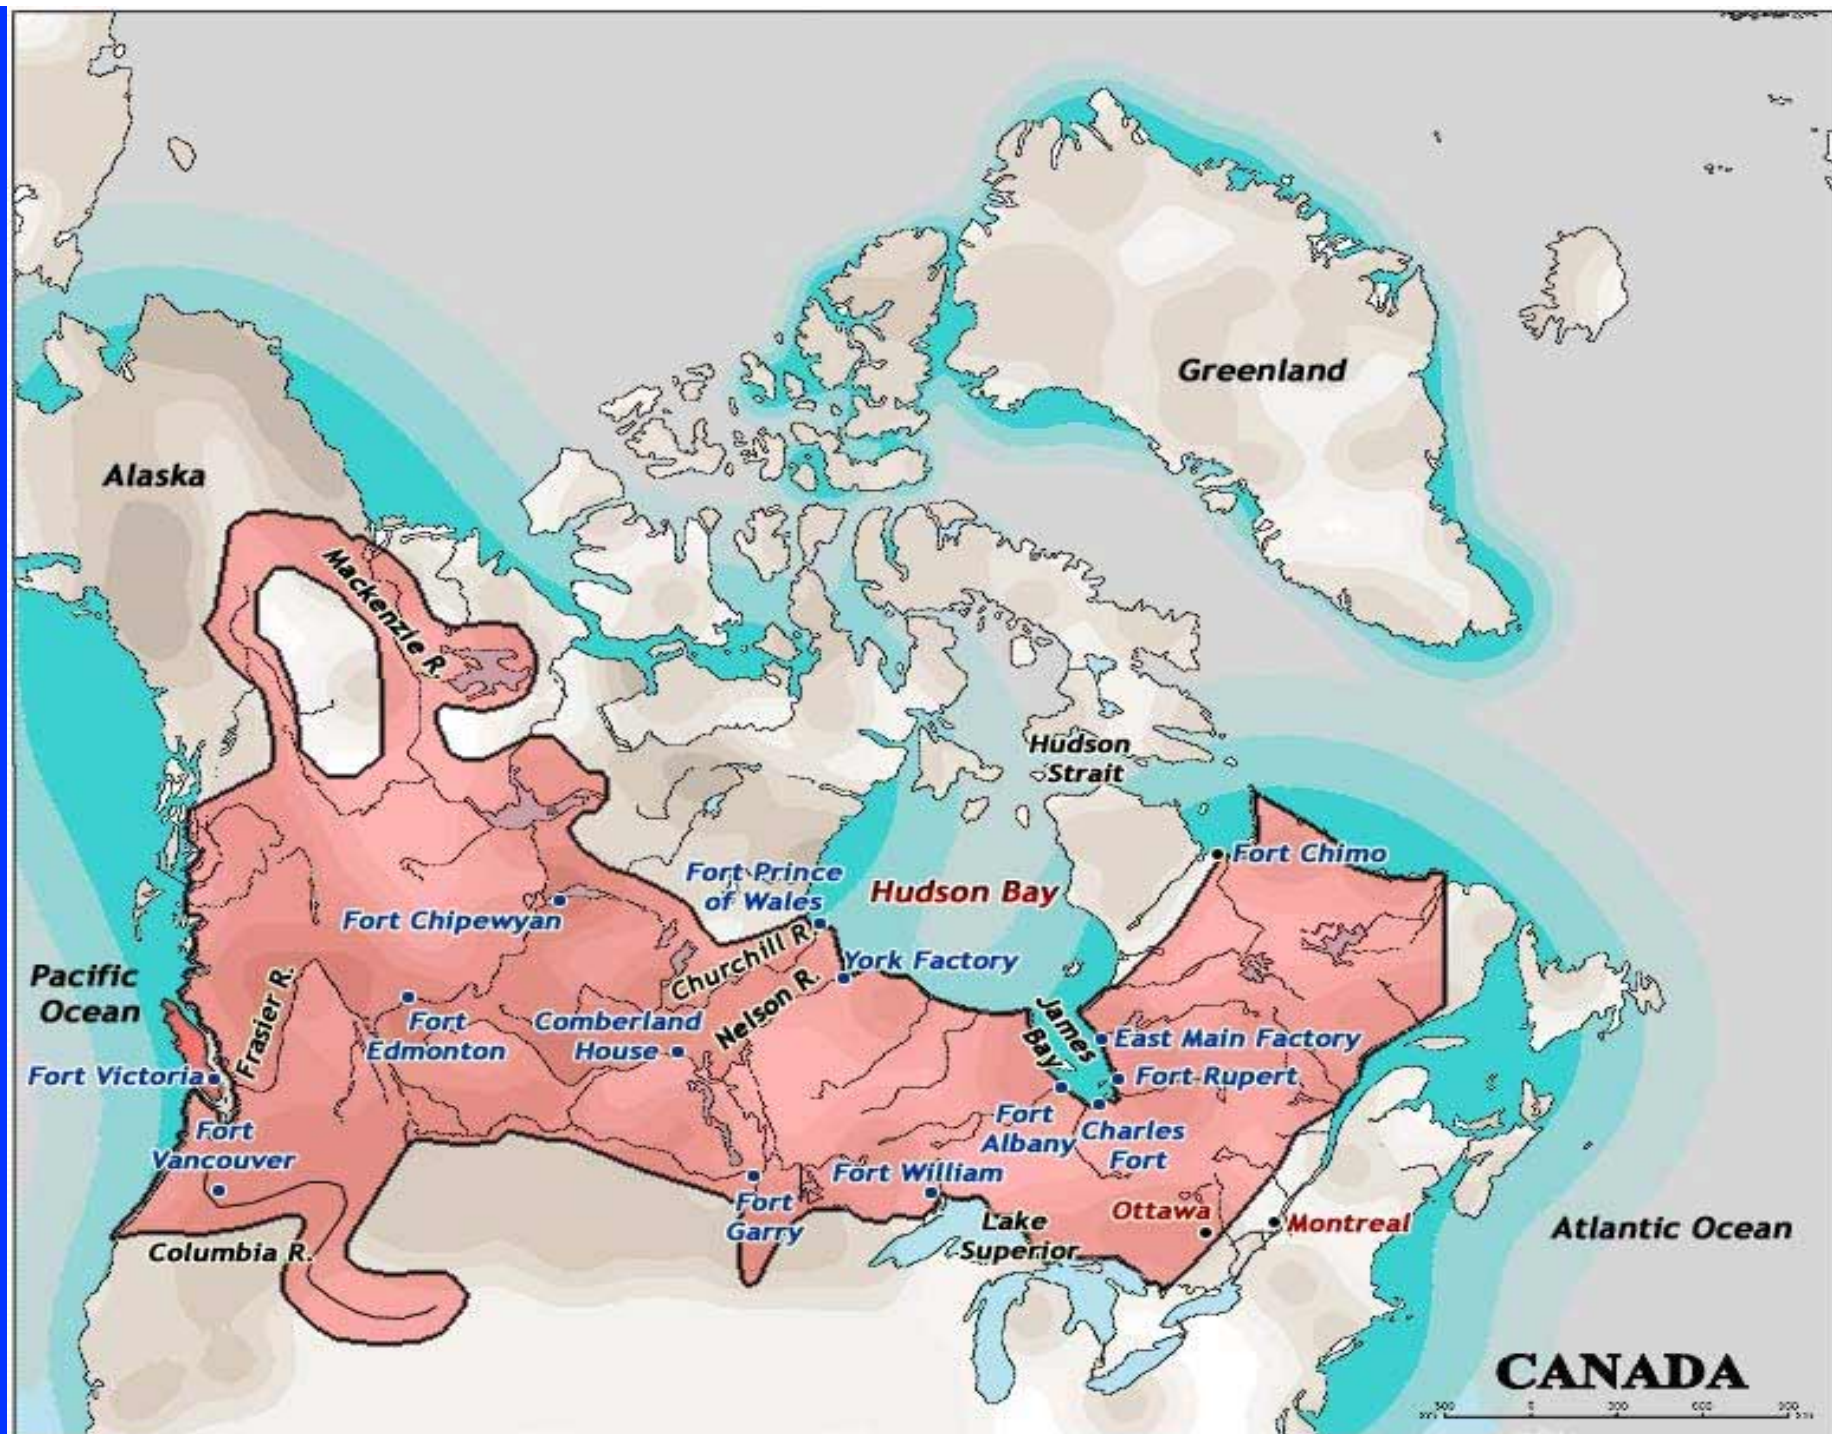 Greenland
Alaska
Mackenzie R.
Hudson
Strait
Fort Chimo
Fort Prince
of Wales
Hudson Bay
Fort Chipewyan
Churchill R.
York Factory
Pacific
Ocean
Frasier R.
Nelson R.
Fort
Edmonton
Comberland
House
James
Bay
East Main Factory
Fort Victoria
Fort Rupert
Fort
Albany
Charles
Fort
Fort
Vancouver
Fort William
Fort
Garry
Ottawa
Montreal
Lake
Superior
Atlantic Ocean
Columbia R.
CANADA